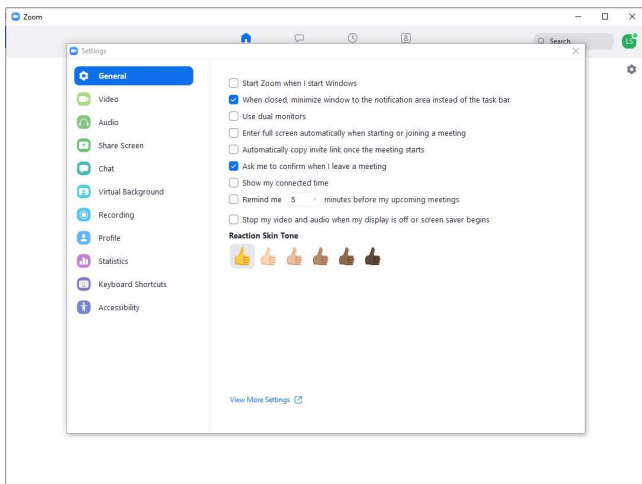 Zoom
Search
LS
Settings
General
Video
Audio
Share Screen
Chat
Virtual Background
Recording
Profile
Statistics
Keyboard Shortcuts
Accessibility
Start Zoom when I start Windows
When closed, minimize window to the notification area instead of the task bar
Use dual monitors
Enter full screen automatically when starting or joining a meeting
Automatically copy invite link once the meeting starts
Ask me to confirm when I leave a meeting
Show my connected time
Remind me 5 minutes before my upcoming meetings
Stop my video and audio when my display is off or screen saver begins
Reaction Skin Tone
View More Settings